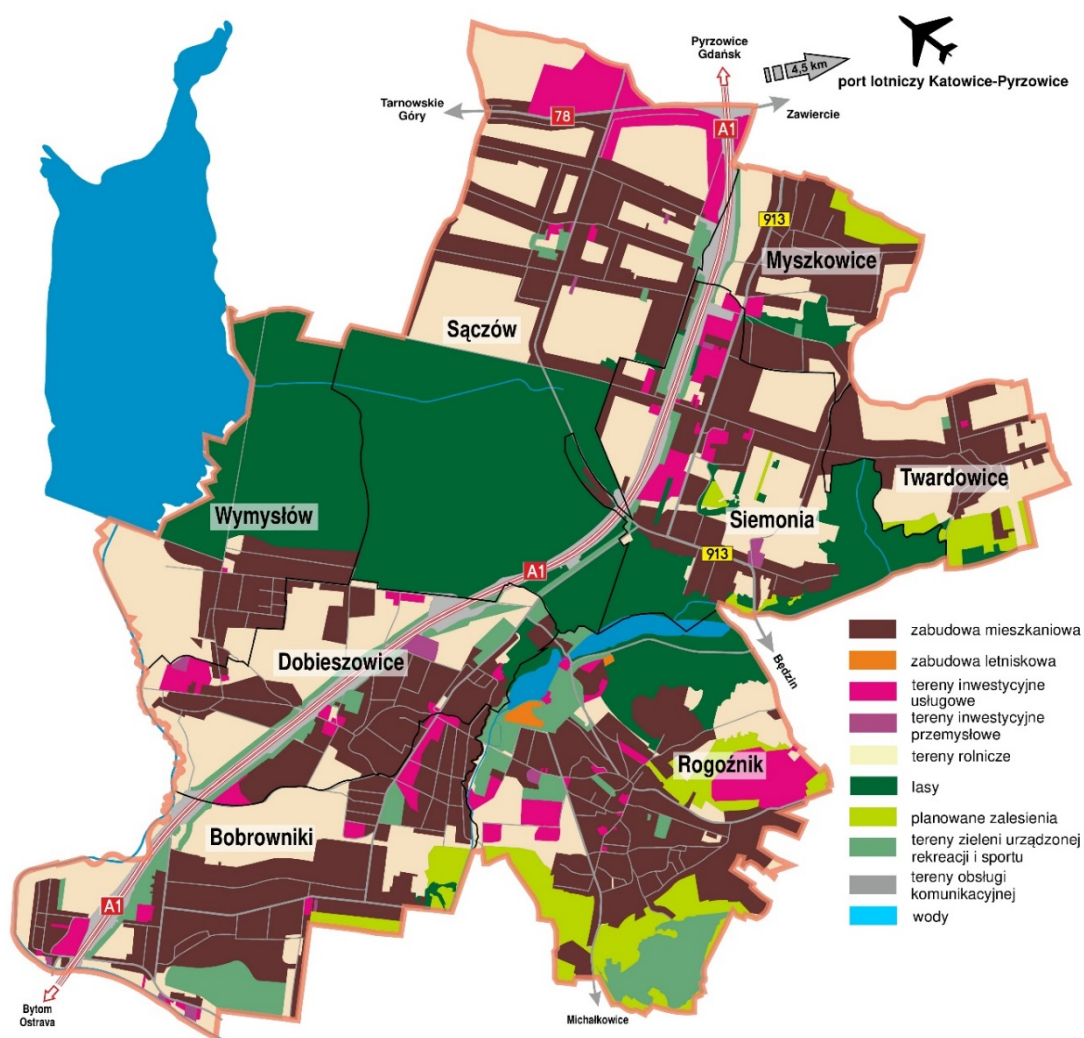 Pyrzowice
Gdańsk
4,5 km
port lotniczy Katowice-Pyrzowice
Tarnowskie
Góry
78
A1
Zawiercie
913
Myszkowice
Sączów
Twardowice
Wymysłów
Siemonia
913
A1
Dobieszowice
Będzin
Rogoźnik
Bobrowniki
A1
Bytom
Ostrava
Michałkowice
zabudowa mieszkaniowa
zabudowa letniskowa
tereny inwestycyjne
usługowe
tereny inwestycyjne
przemysłowe
tereny rolnicze
lasy
planowane zalesienia
tereny zieleni urządzonej
rekreacji i sportu
tereny obsługi
komunikacyjnej
wody